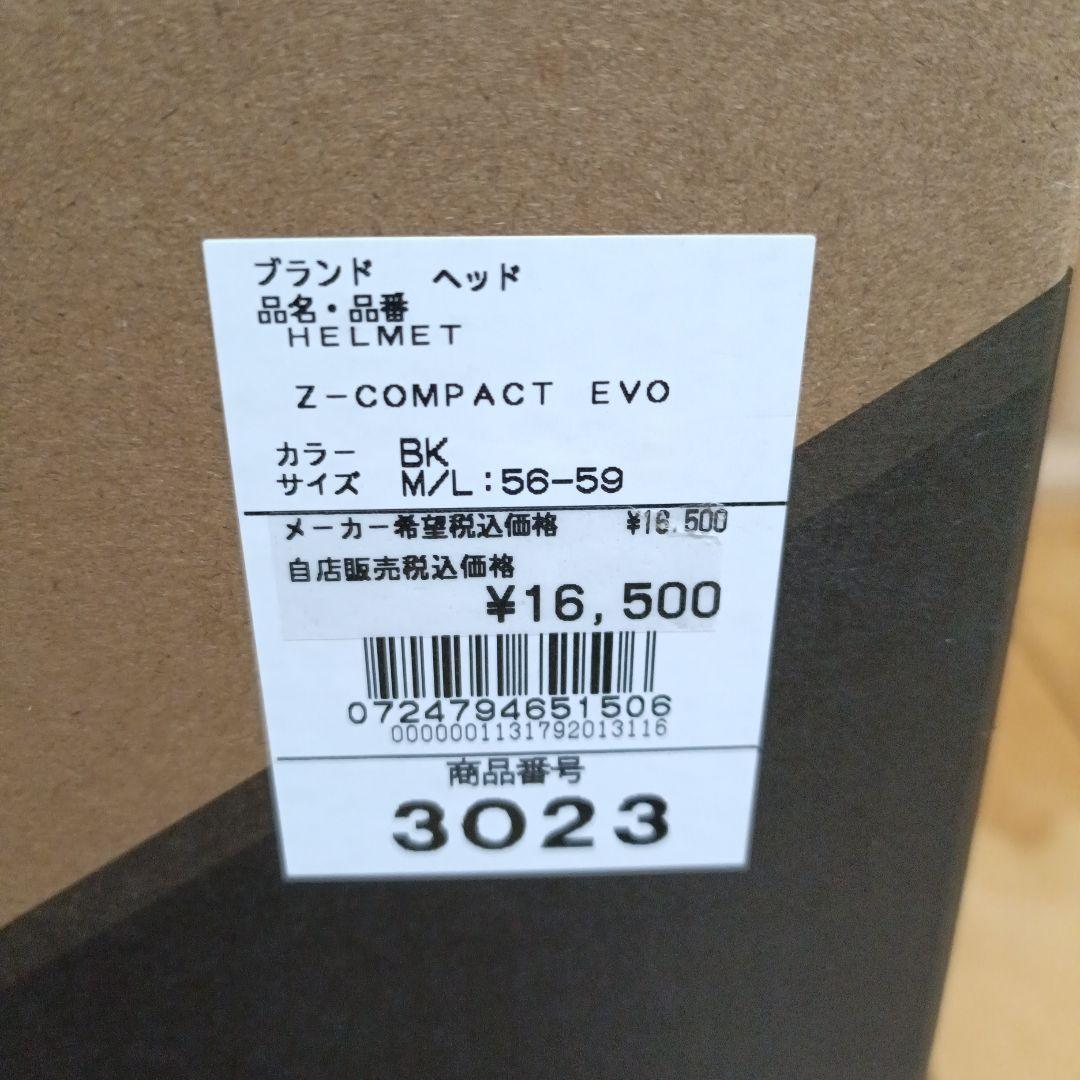 ブランド ヘッド
品名・品番
HELMET
Z-COMPACT EVO
カラー BK
サイズ M/L:56-59
メーカー希望税込価格 ¥16,500
自店販売税込価格
¥16,500
0724794651506
0000001131792013116
商品番号
3023